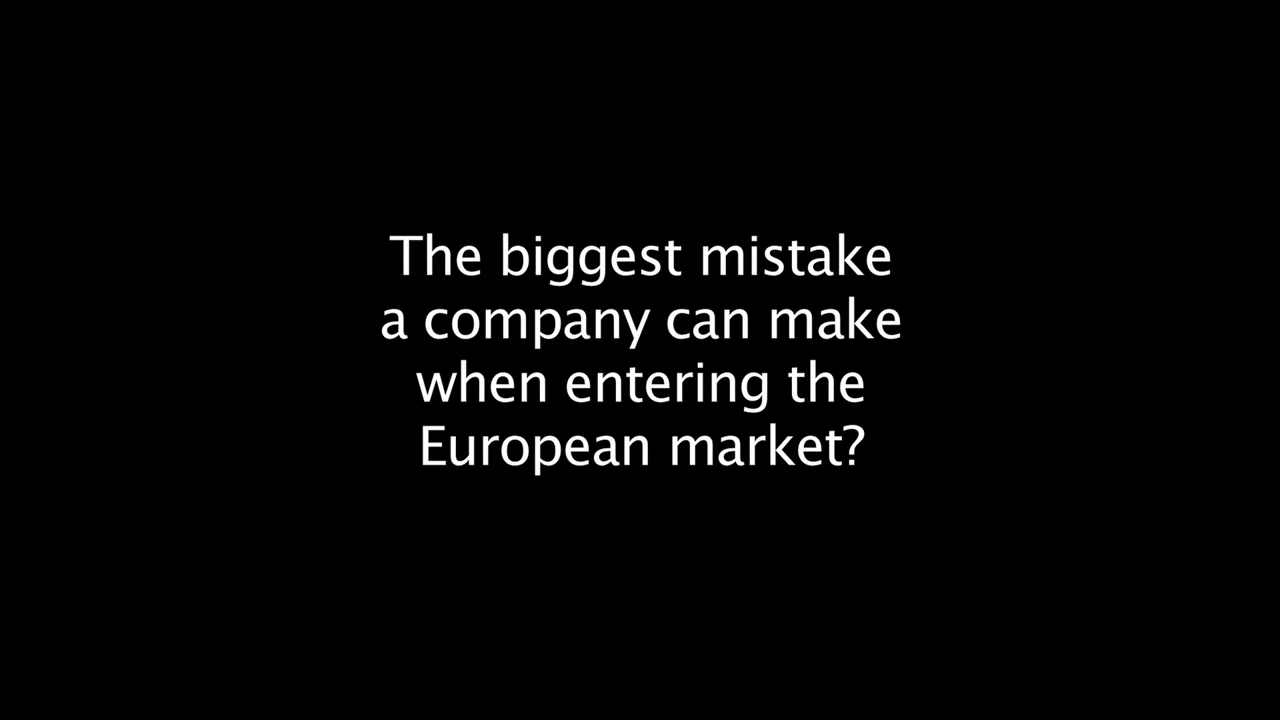 The biggest mistake
a company can make
when entering the
European market?